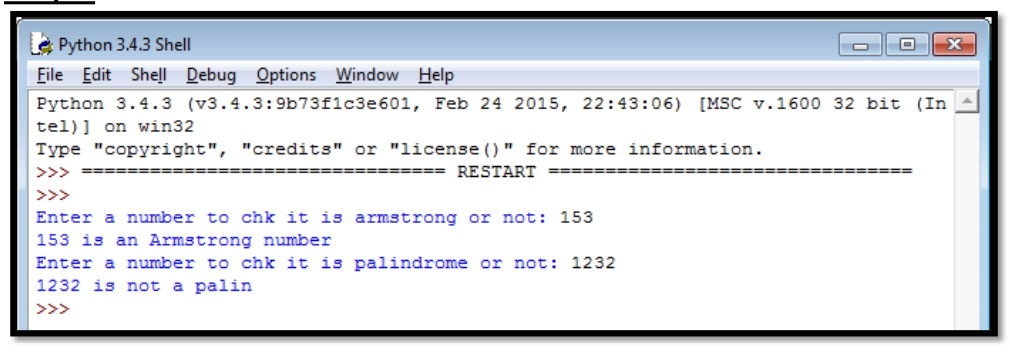 Python 3.4.3 Shell
File Edit Shell Debug Options Window Help
Python 3.4.3 (v3.4.3:9b73f1c3e601, Feb 24 2015, 22:43:06) [MSC v.1600 32 bit (In
tel)] on win32
Type "copyright", "credits" or "license()" for more information.
>>> ================================ RESTART ================================
>>>
Enter a number to chk it is armstrong or not: 153
153 is an Armstrong number
Enter a number to chk it is palindrome or not: 1232
1232 is not a palin
>>>